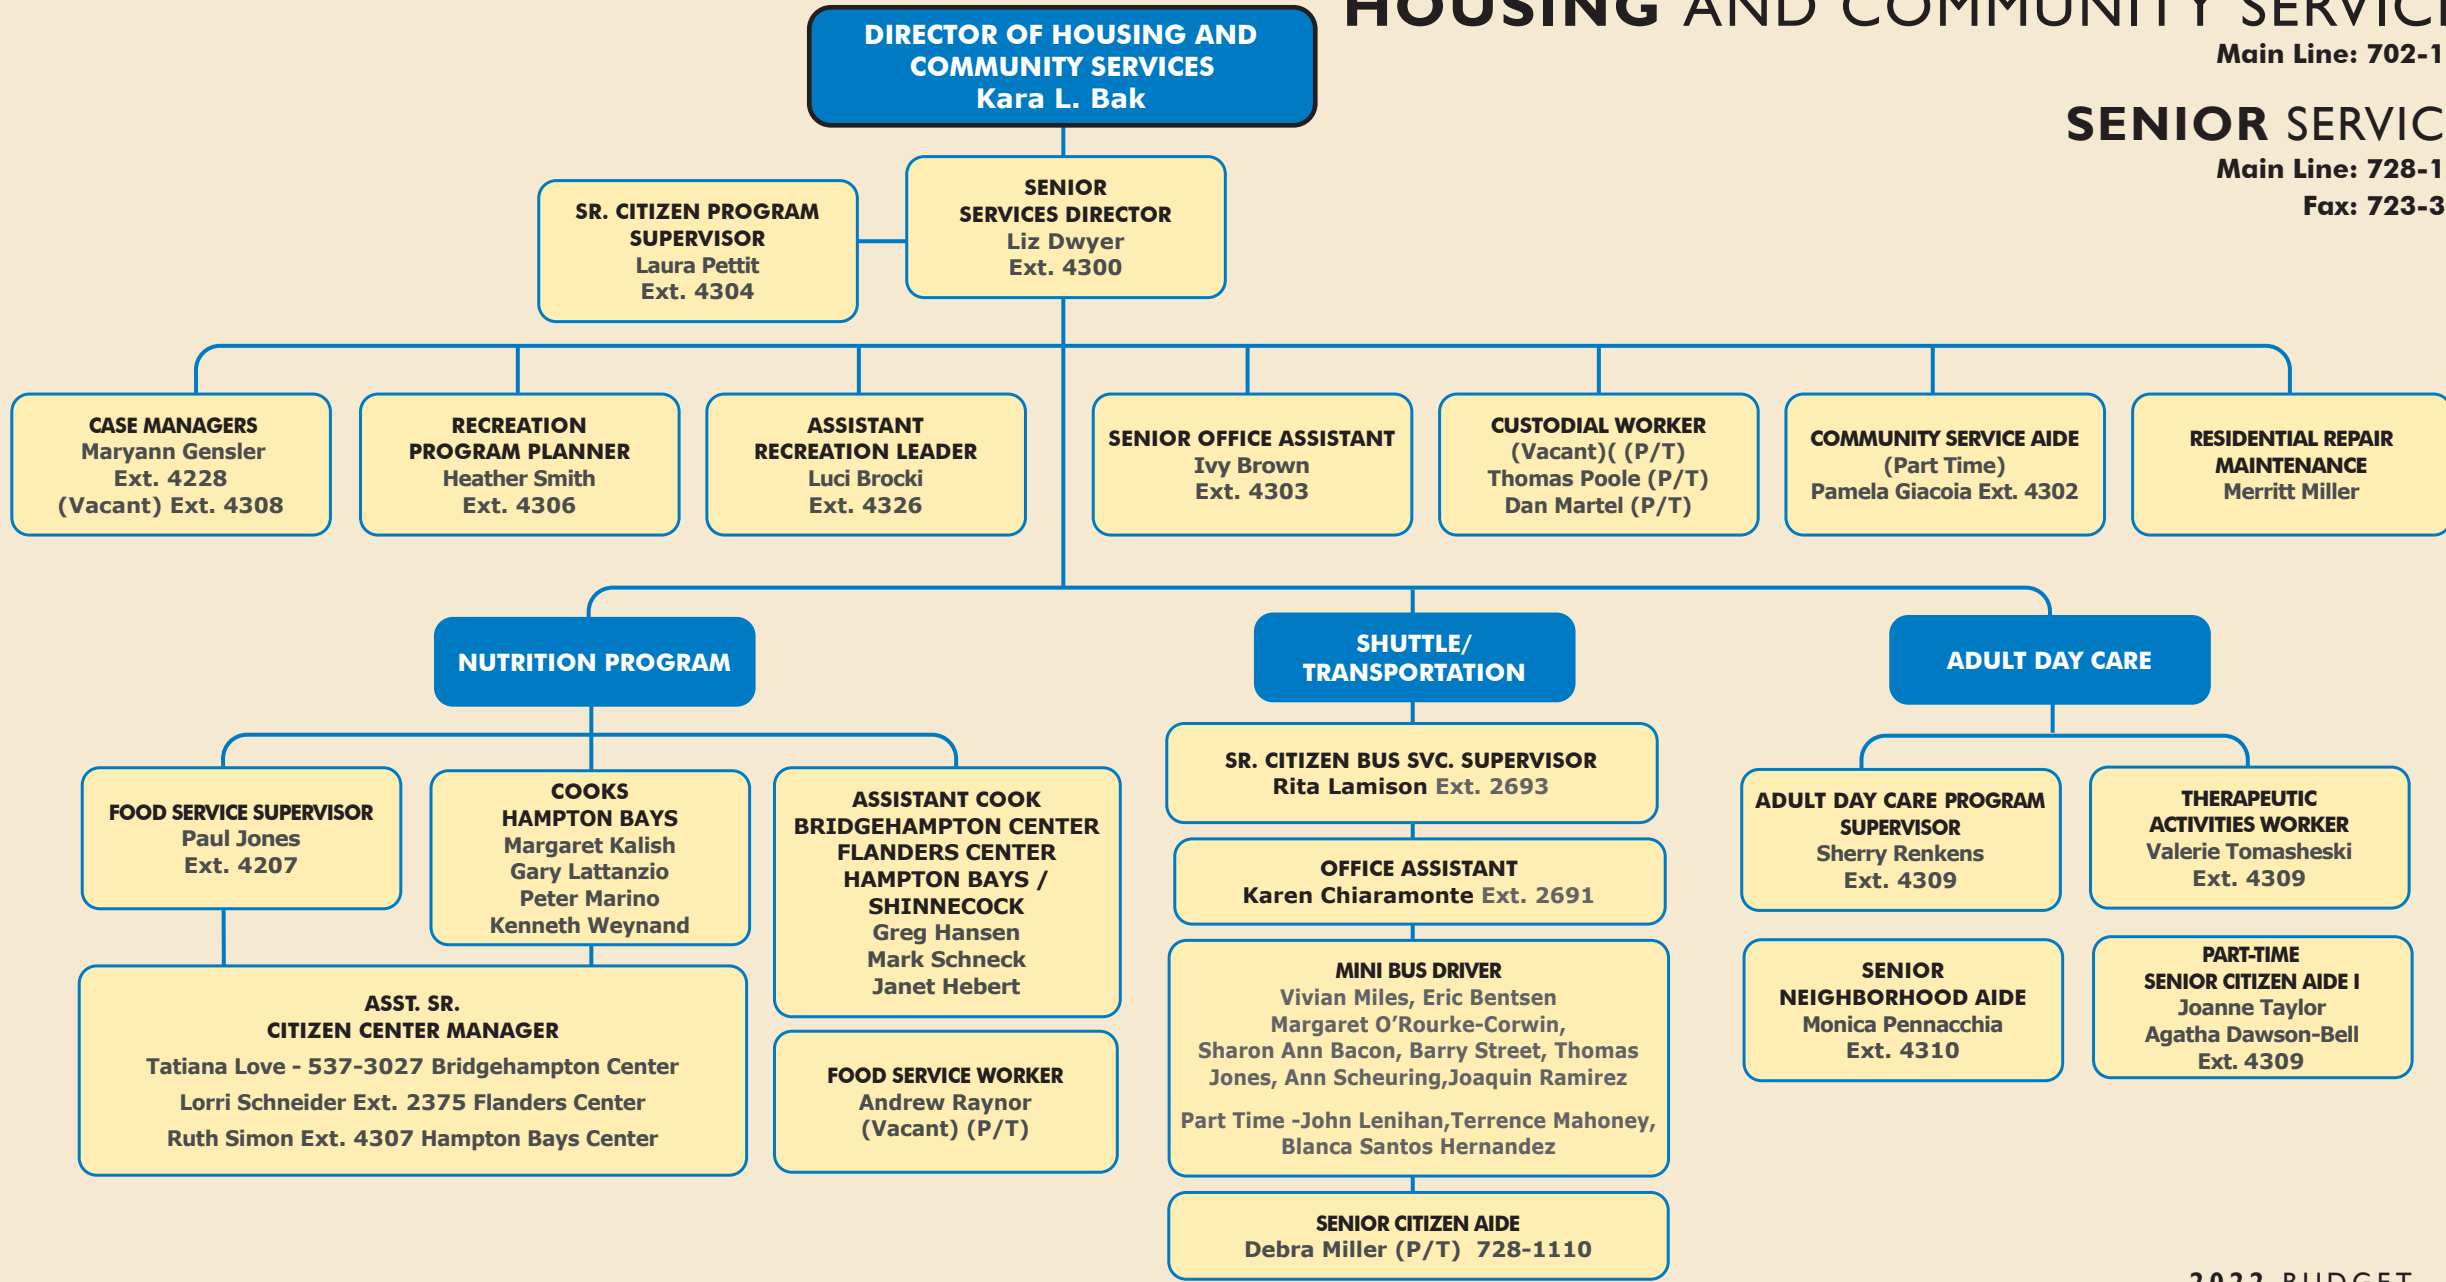 HOUSING AND COMMUNITY SERVIC
Main Line: 702-1
SENIOR SERVIC
Main Line: 728-1
Fax: 723-3
DIRECTOR OF HOUSING AND
COMMUNITY SERVICES
Kara L. Bak
SR. CITIZEN PROGRAM
SUPERVISOR
Laura Pettit
Ext. 4304
SENIOR
SERVICES DIRECTOR
Liz Dwyer
Ext. 4300
CASE MANAGERS
Maryann Gensler
Ext. 4228
(Vacant) Ext. 4308
RECREATION
PROGRAM PLANNER
Heather Smith
Ext. 4306
ASSISTANT
RECREATION LEADER
Luci Brocki
Ext. 4326
SENIOR OFFICE ASSISTANT
Ivy Brown
Ext. 4303
CUSTODIAL WORKER
(Vacant)( (P/T)
Thomas Poole (P/T)
Dan Martel (P/T)
COMMUNITY SERVICE AIDE
(Part Time)
Pamela Giacoia Ext. 4302
RESIDENTIAL REPAIR
MAINTENANCE
Merritt Miller
NUTRITION PROGRAM
SHUTTLE/
TRANSPORTATION
ADULT DAY CARE
FOOD SERVICE SUPERVISOR
Paul Jones
Ext. 4207
COOKS
HAMPTON BAYS
Margaret Kalish
Gary Lattanzio
Peter Marino
Kenneth Weynand
ASSISTANT COOK
BRIDGEHAMPTON CENTER
FLANDERS CENTER
HAMPTON BAYS /
SHINNECOCK
Greg Hansen
Mark Schneck
Janet Hebert
ASST. SR.
CITIZEN CENTER MANAGER
Tatiana Love - 537-3027 Bridgehampton Center
Lorri Schneider Ext. 2375 Flanders Center
Ruth Simon Ext. 4307 Hampton Bays Center
FOOD SERVICE WORKER
Andrew Raynor
(Vacant) (P/T)
SR. CITIZEN BUS SVC. SUPERVISOR
Rita Lamison Ext. 2693
OFFICE ASSISTANT
Karen Chiaramonte Ext. 2691
MINI BUS DRIVER
Vivian Miles, Eric Bentsen
Margaret O’Rourke-Corwin,
Sharon Ann Bacon, Barry Street, Thomas
Jones, Ann Scheuring,Joaquin Ramirez
Part Time -John Lenihan,Terrence Mahoney,
Blanca Santos Hernandez
SENIOR CITIZEN AIDE
Debra Miller (P/T) 728-1110
ADULT DAY CARE PROGRAM
SUPERVISOR
Sherry Renkens
Ext. 4309
THERAPEUTIC
ACTIVITIES WORKER
Valerie Tomasheski
Ext. 4309
SENIOR
NEIGHBORHOOD AIDE
Monica Pennacchia
Ext. 4310
PART-TIME
SENIOR CITIZEN AIDE I
Joanne Taylor
Agatha Dawson-Bell
Ext. 4309
2022 BUDGET